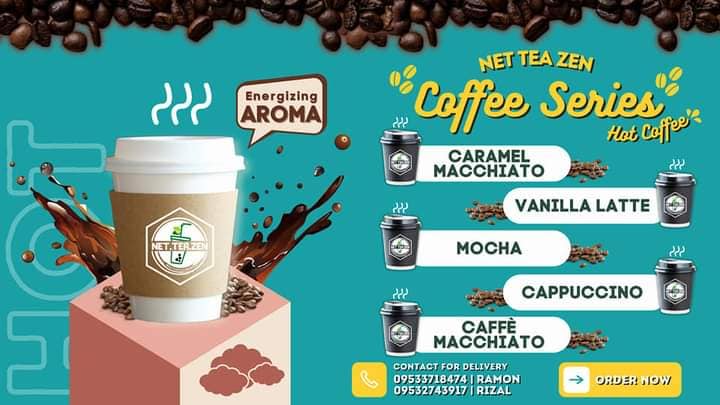 HOT
Energizing
AROMA
NET.TEA.ZEN
NET TEA ZEN
Coffee Series
Hot Coffee
CARAMEL
MACCHIATO
VANILLA LATTE
MOCHA
CAPPUCCINO
CAFFÈ
MACCHIATO
CONTACT FOR DELIVERY
09533718474 | RAMON
09532743917 | RIZAL
ORDER NOW